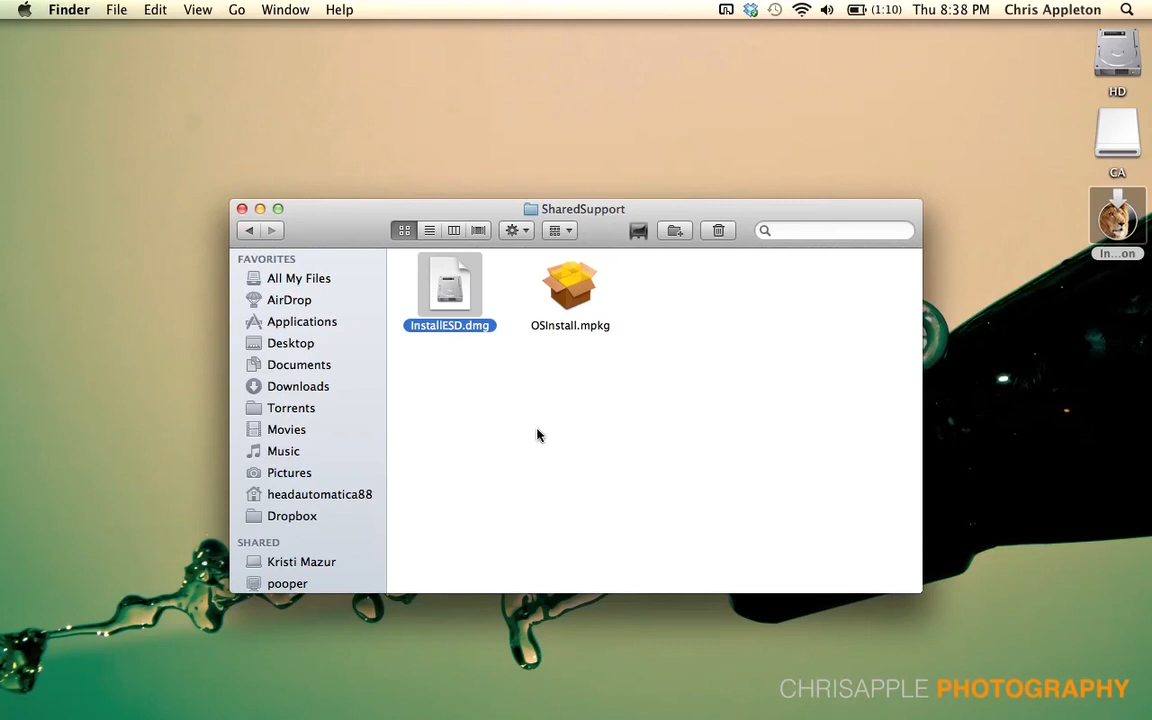 Finder File Edit View Go Window Help (1:10) Thu 8:38 PM Chris Appleton
HD
CA
In...on
SharedSupport
FAVORITES
All My Files
AirDrop
Applications
Desktop
Documents
Downloads
Torrents
Movies
Music
Pictures
headautomatica88
Dropbox
SHARED
Kristi Mazur
pooper
InstallESD.dmg
OSInstall.mpkg
CHRISAPPLE PHOTOGRAPHY